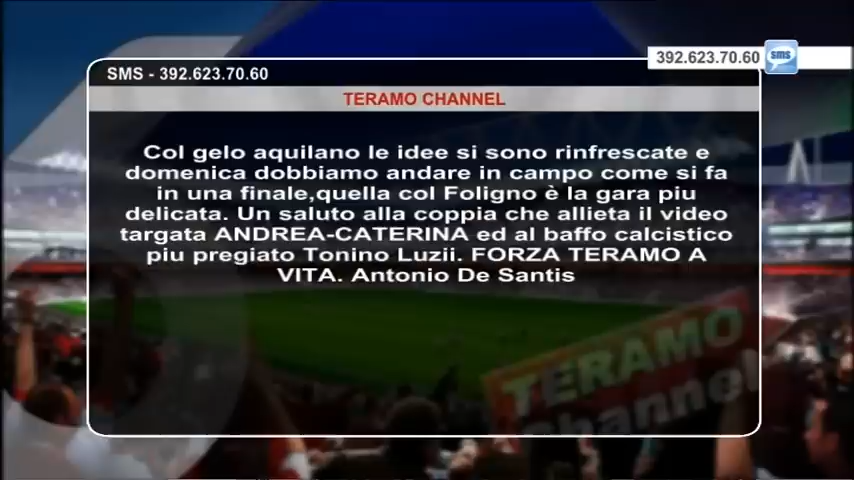 392.623.70.60 sms
SMS - 392.623.70.60
TERAMO CHANNEL
Col gelo aquilano le idee si sono rinfrescate e
domenica dobbiamo andare in campo come si fa
in una finale,quella col Foligno è la gara piu
delicata. Un saluto alla coppia che allieta il video
targata ANDREA-CATERINA ed al baffo calcistico
piu pregiato Tonino Luzii. FORZA TERAMO A
VITA. Antonio De Santis
TERAMO
Channel